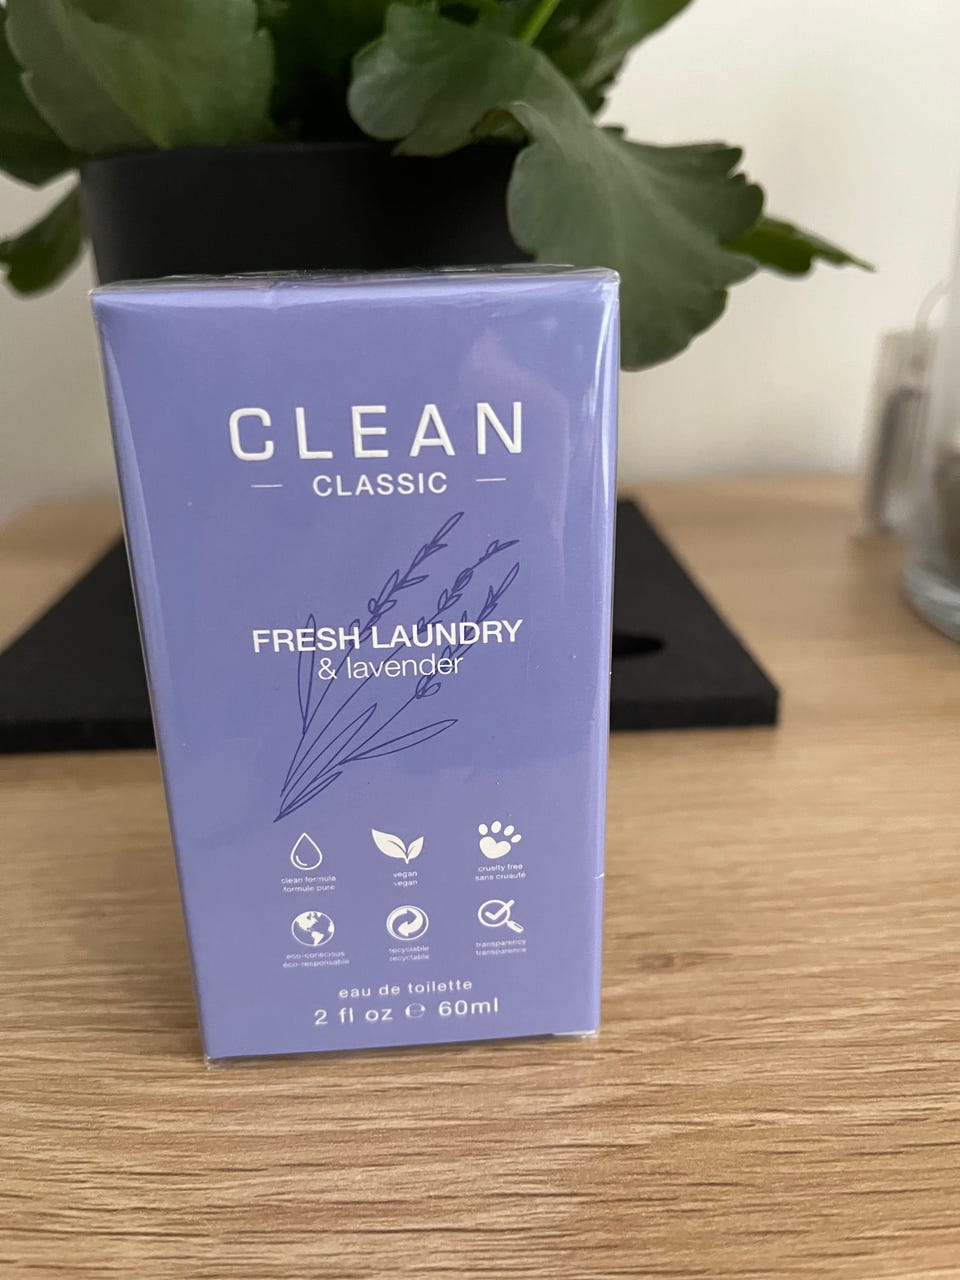 CLEAN
CLASSIC
FRESH LAUNDRY
& lavender
clean formula
formule pure
vegan
vegan
cruelty free
sans cruauté
eco-conscious
éco-responsable
recyclable
recyclable
transparency
transparence
eau de toilette
2 fl oz ℮ 60ml